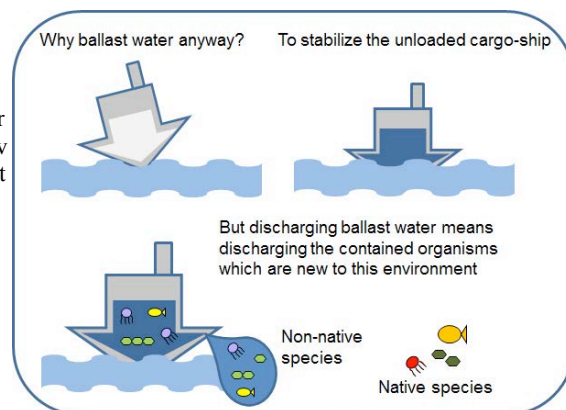 Why ballast water anyway?
To stabilize the unloaded cargo-ship
But discharging ballast water means
discharging the contained organisms
which are new to this environment
Non-native
species
Native species